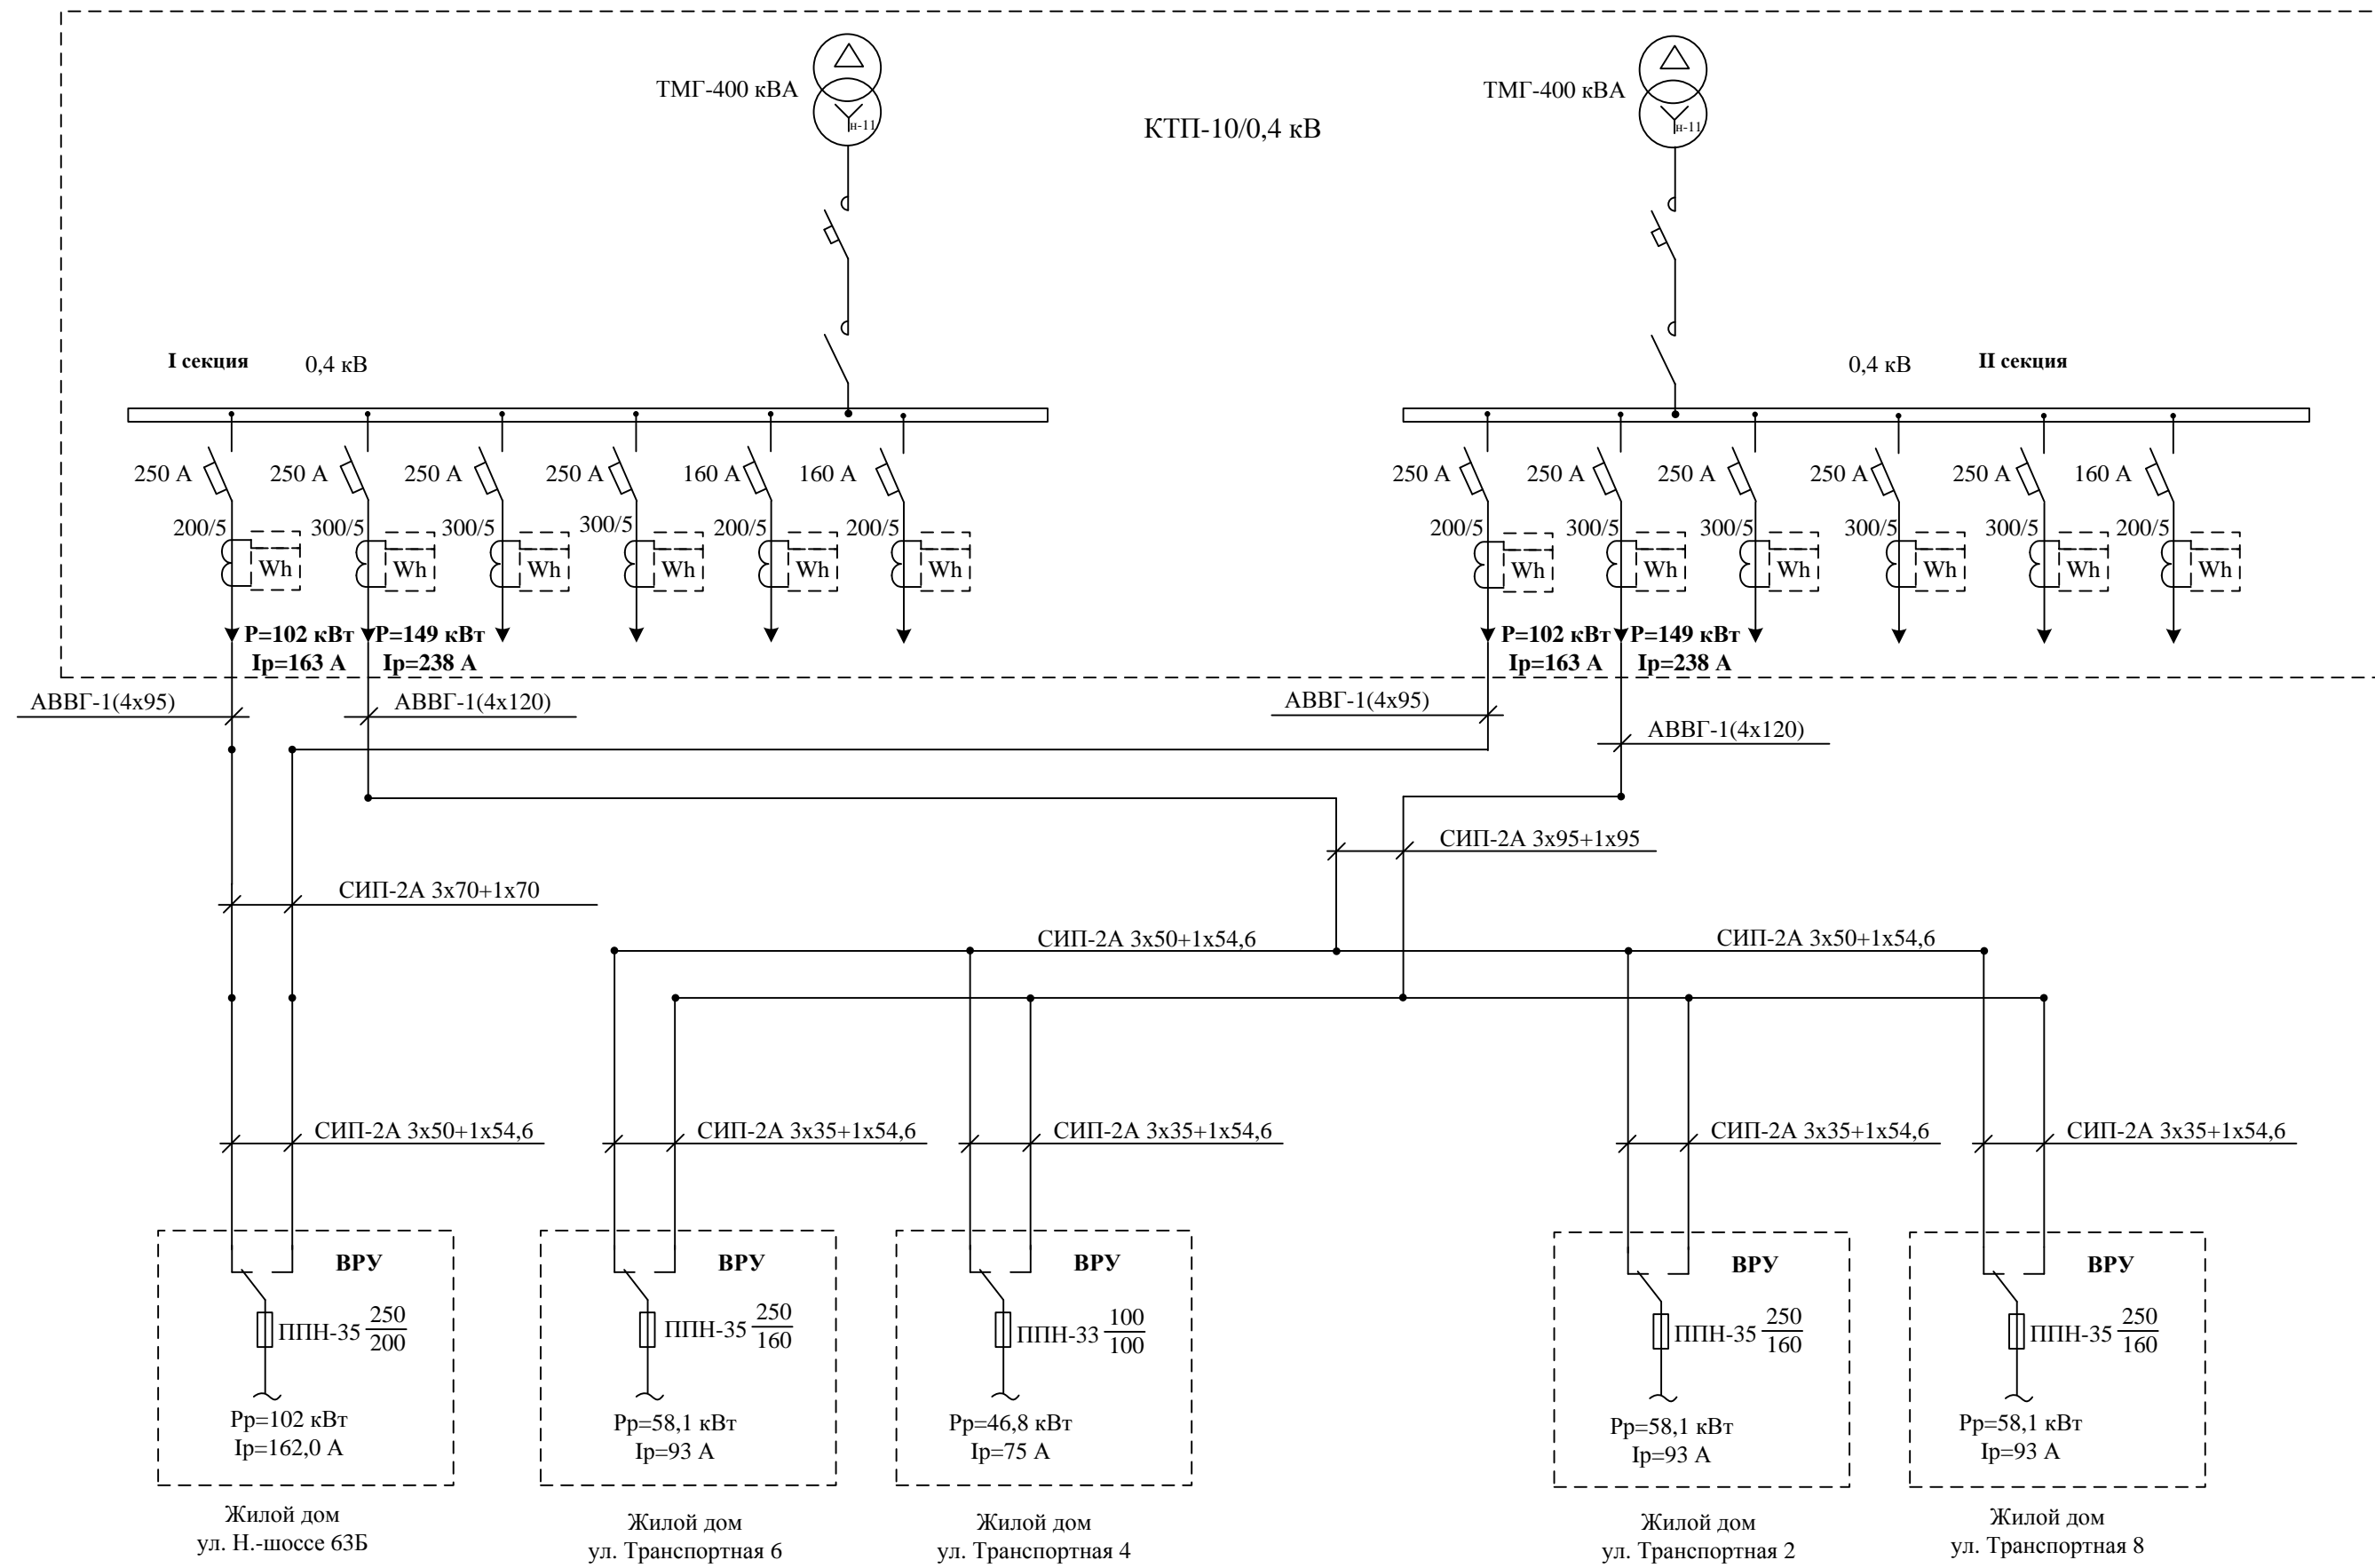 ТМГ-400 кВА
ТМГ-400 кВА
КТП-10/0,4 кВ
н-11
н-11
I секция
0,4 кВ
0,4 кВ
II секция
250 А
250 А
250 А
250 А
160 А
160 А
250 А
250 А
250 А
250 А
250 А
160 А
200/5
300/5
300/5
300/5
200/5
200/5
200/5
300/5
300/5
300/5
300/5
200/5
Wh
Wh
Wh
Wh
Wh
Wh
Wh
Wh
Wh
Wh
Wh
Wh
Р=102 кВт
Iр=163 А
Р=149 кВт
Iр=238 А
Р=102 кВт
Iр=163 А
Р=149 кВт
Iр=238 А
АВВГ-1(4х95)
АВВГ-1(4х120)
АВВГ-1(4х95)
АВВГ-1(4х120)
СИП-2А 3х95+1х95
СИП-2А 3х70+1х70
СИП-2А 3х50+1х54,6
СИП-2А 3х50+1х54,6
СИП-2А 3х50+1х54,6
СИП-2А 3х35+1х54,6
СИП-2А 3х35+1х54,6
СИП-2А 3х35+1х54,6
СИП-2А 3х35+1х54,6
ВРУ
ППН-35 250
200
Рр=102 кВт
Iр=162,0 А
Жилой дом
ул. Н.-шоссе 63Б
ВРУ
ППН-35 250
160
Рр=58,1 кВт
Iр=93 А
Жилой дом
ул. Транспортная 6
ВРУ
ППН-33 100
100
Рр=46,8 кВт
Iр=75 А
Жилой дом
ул. Транспортная 4
ВРУ
ППН-35 250
160
Рр=58,1 кВт
Iр=93 А
Жилой дом
ул. Транспортная 2
ВРУ
ППН-35 250
160
Рр=58,1 кВт
Iр=93 А
Жилой дом
ул. Транспортная 8